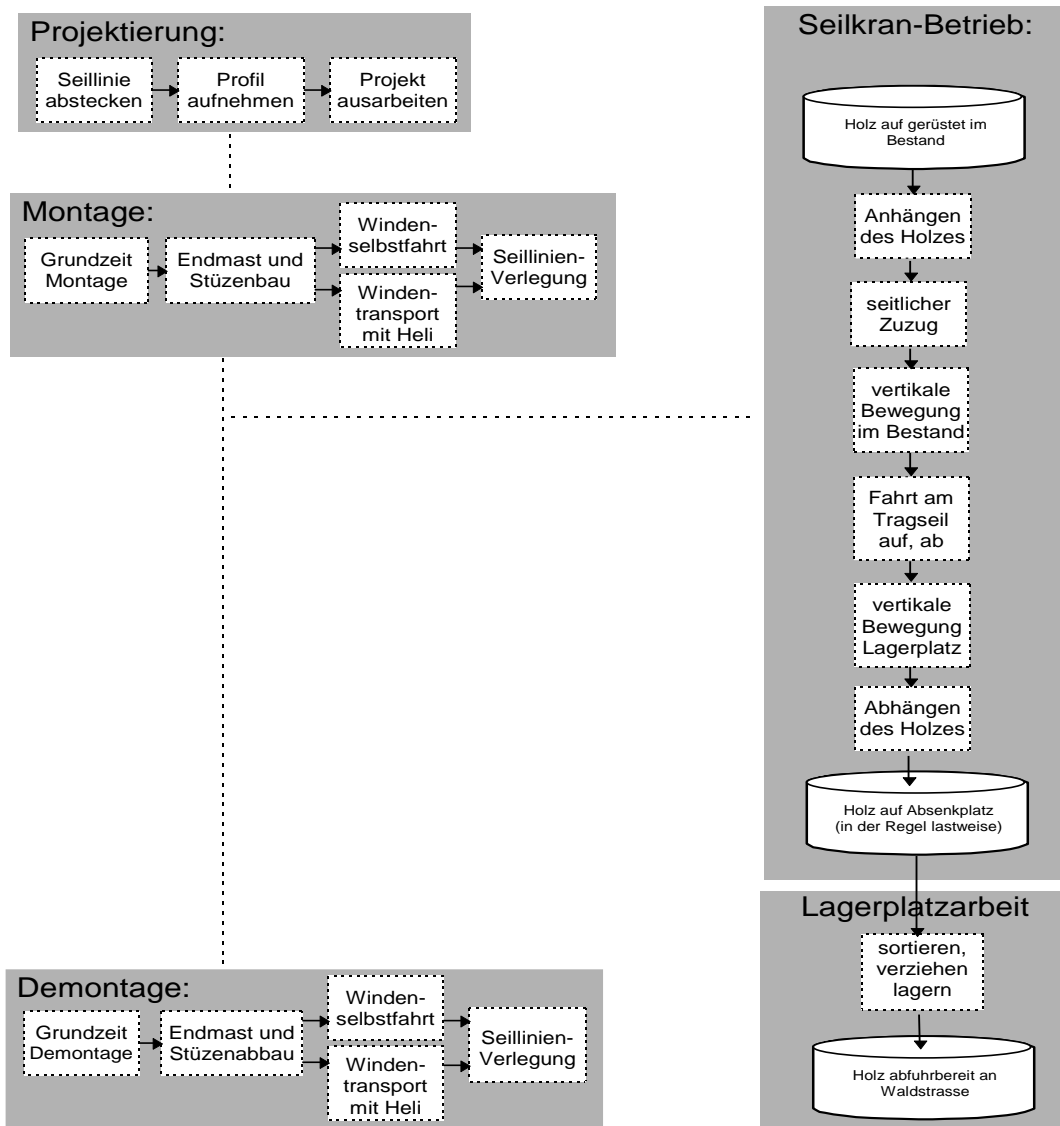 Projektierung:
Seillinie
abstecken
Profil
aufnehmen
Projekt
ausarbeiten
Montage:
Grundzeit
Montage
Endmast und
Stüzenbau
Winden-
selbstfahrt
Winden-
transport
mit Heli
Seillinien-
Verlegung
Demontage:
Grundzeit
Demontage
Endmast und
Stüzenabbau
Winden-
selbstfahrt
Winden-
transport
mit Heli
Seillinien-
Verlegung
Seilkran-Betrieb:
Holz auf gerüstet im
Bestand
Anhängen
des Holzes
seitlicher
Zuzug
vertikale
Bewegung
im Bestand
Fahrt am
Tragseil
auf, ab
vertikale
Bewegung
Lagerplatz
Abhängen
des Holzes
Holz auf Absenkplatz
(in der Regel lastweise)
Lagerplatzarbeit
sortieren,
verziehen
lagern
Holz abfuhrbereit an
Waldstrasse